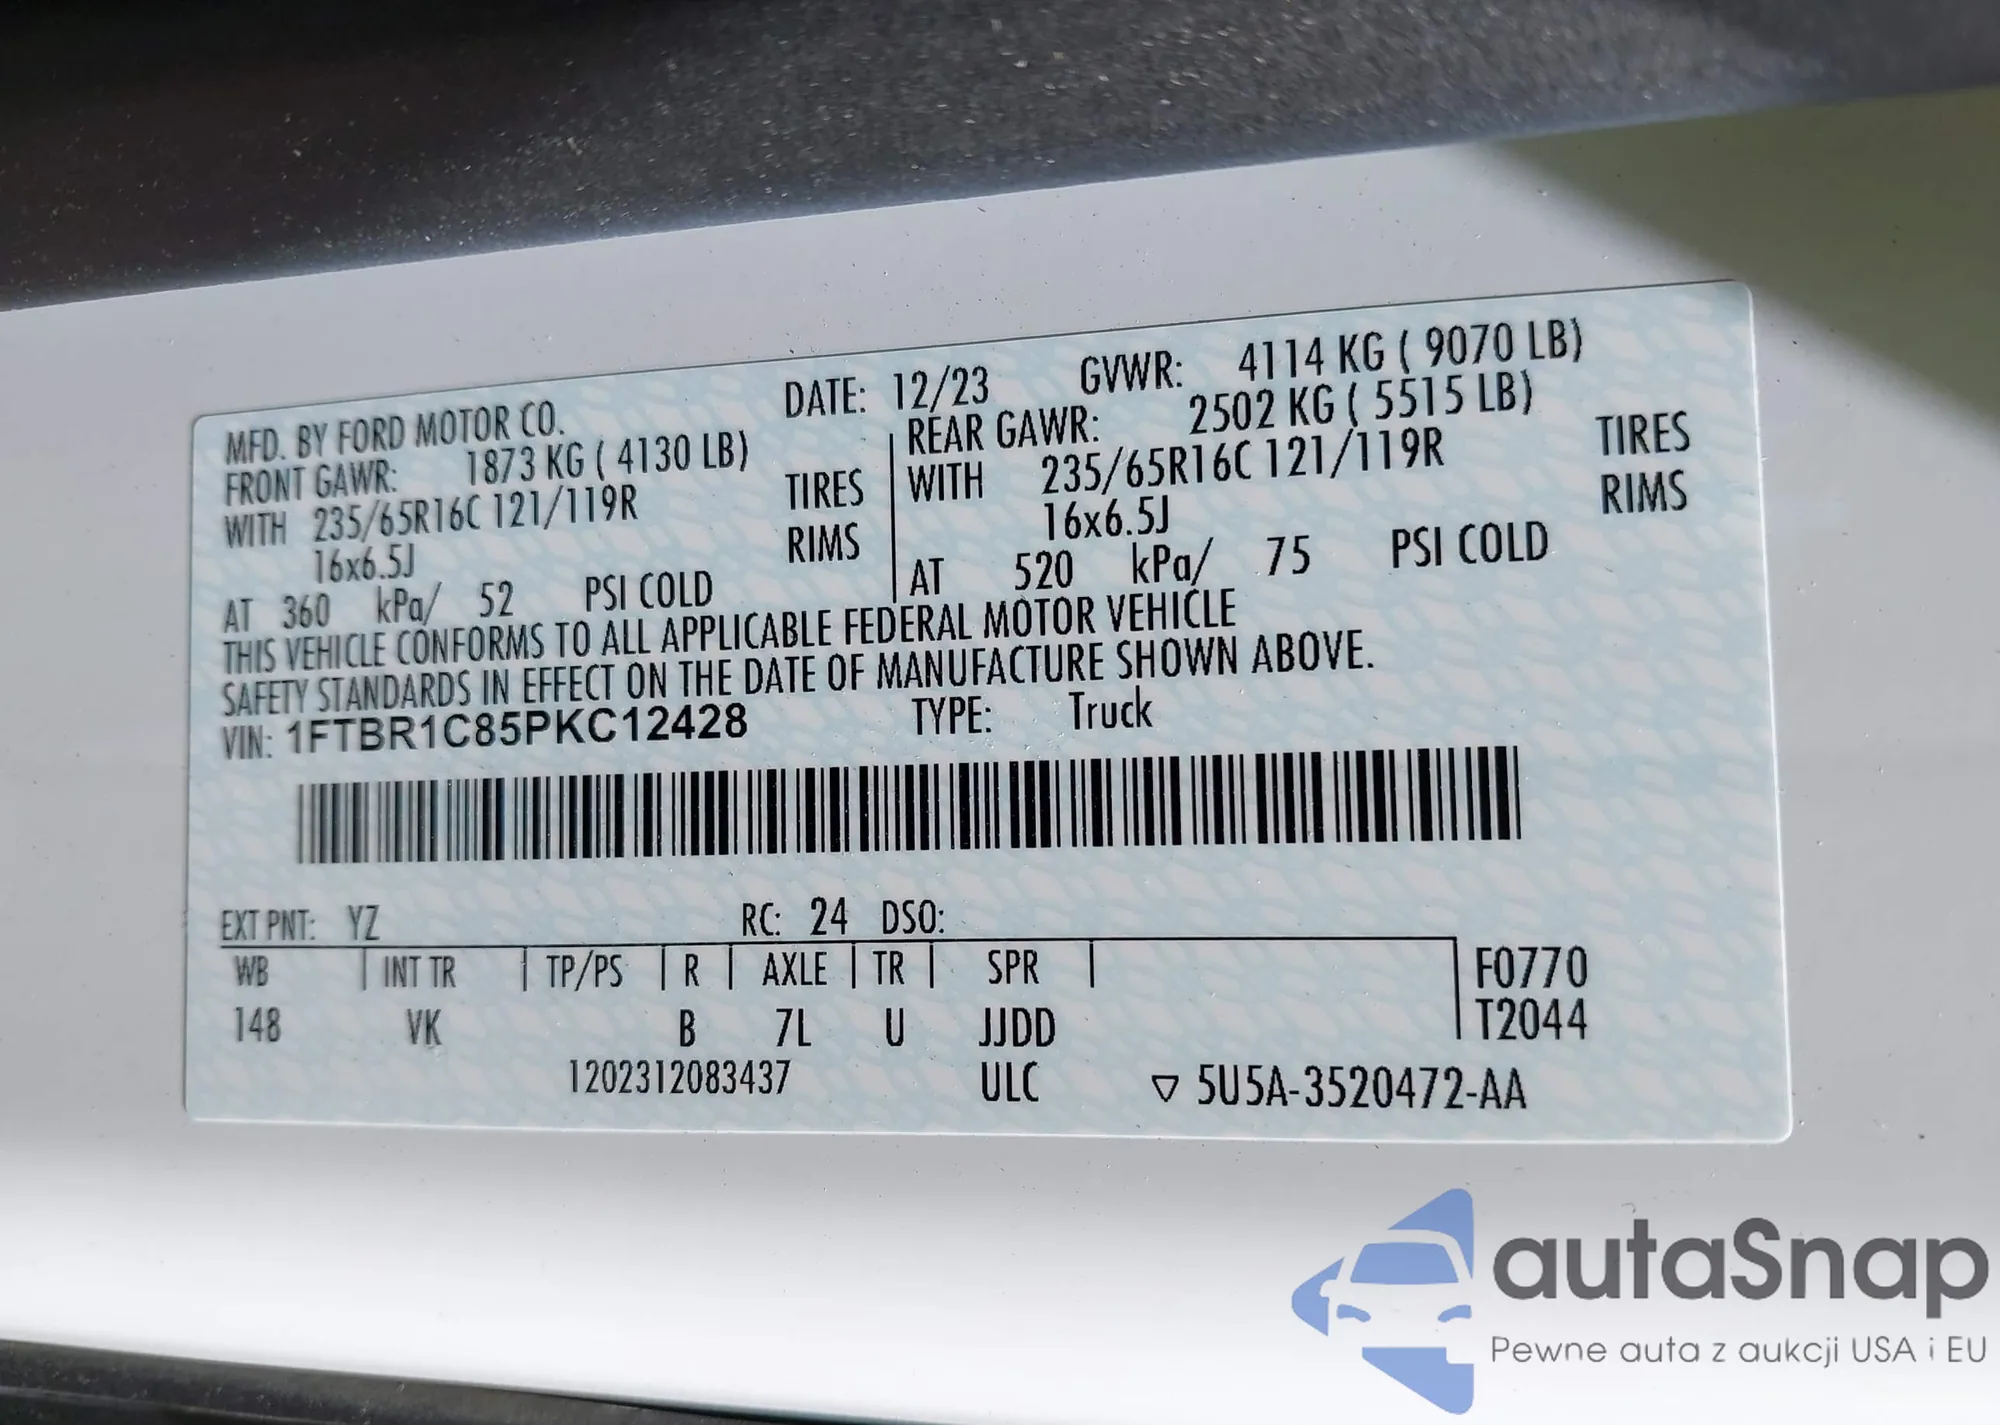 MFD. BY FORD MOTOR CO. DATE: 12/23 GVWR: 4114 KG ( 9070 LB)
FRONT GAWR: 1873 KG ( 4130 LB) REAR GAWR: 2502 KG ( 5515 LB)
WITH 235/65R16C 121/119R TIRES WITH 235/65R16C 121/119R TIRES
16x6.5J RIMS 16x6.5J RIMS
AT 360 kPa/ 52 PSI COLD AT 520 kPa/ 75 PSI COLD
THIS VEHICLE CONFORMS TO ALL APPLICABLE FEDERAL MOTOR VEHICLE
SAFETY STANDARDS IN EFFECT ON THE DATE OF MANUFACTURE SHOWN ABOVE.
VIN: 1FTBR1C85PKC12428 TYPE: Truck
EXT PNT: YZ RC: 24 DSO:
WB INT TR TP/PS R AXLE TR SPR F0770
148 VK B 7L U JJDD T2044
1202312083437 ULC ▽ 5U5A-3520472-AA
autaSnap
Pewne auta z aukcji USA i EU